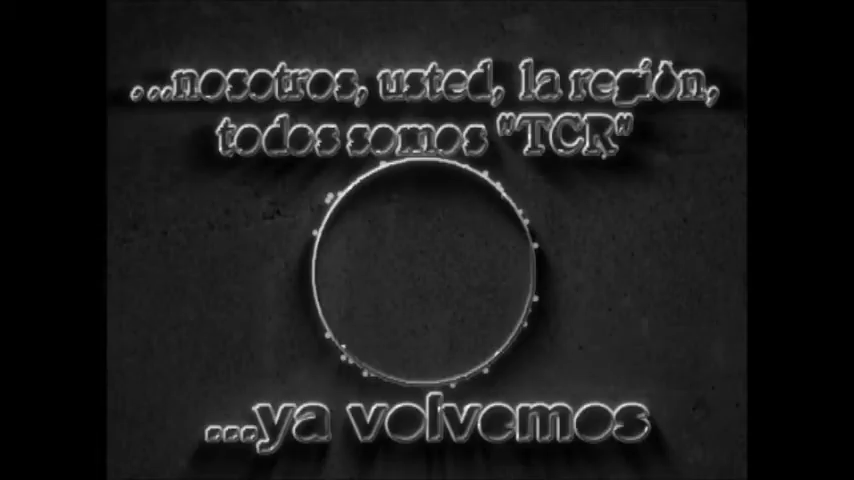 ...nosotros, usted, la región,
todos somos "TCR"
...ya volvemos